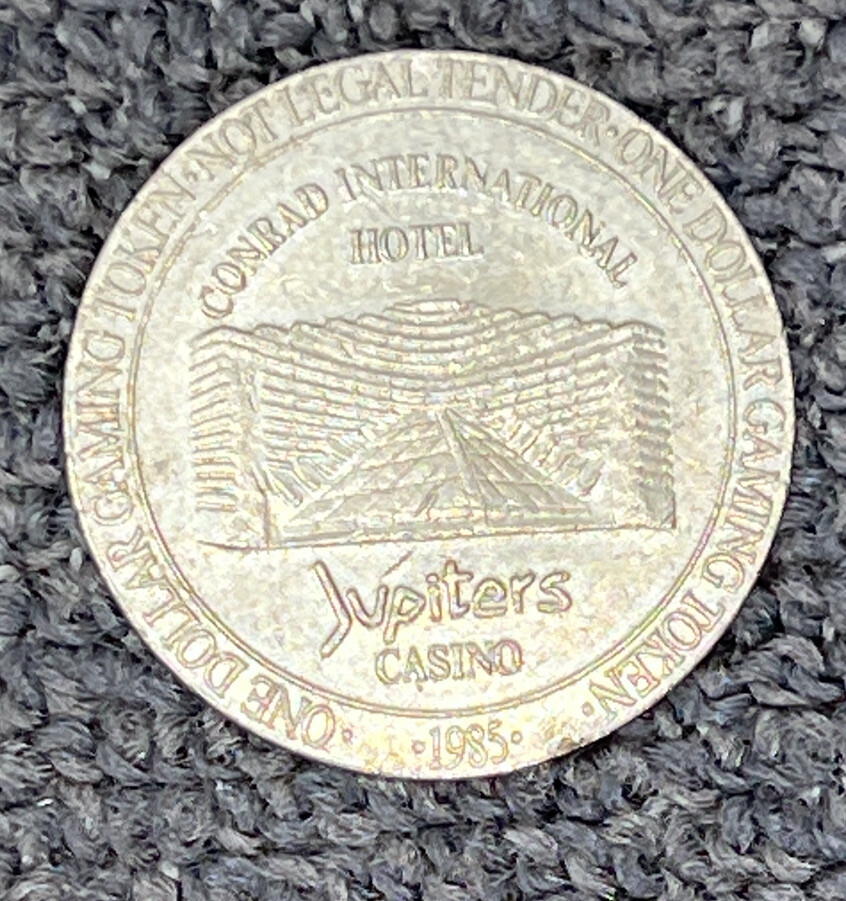 ·ONE DOLLAR GAMING TOKEN·NOT LEGAL TENDER·ONE DOLLAR GAMING TOKEN·
CONRAD INTERNATIONAL
HOTEL
Jupiters
CASINO
·1985·